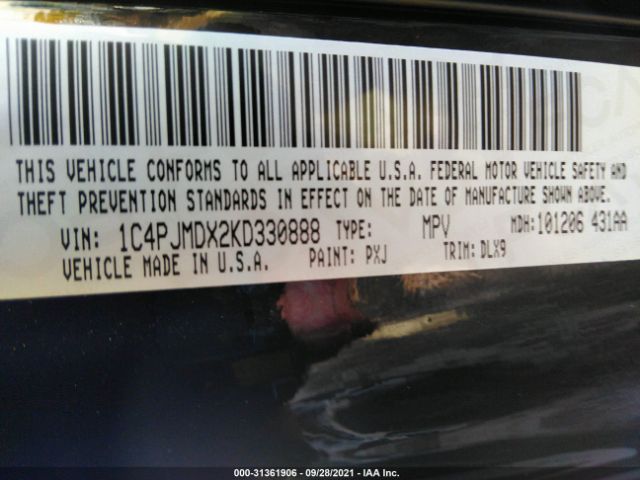 THIS VEHICLE CONFORMS TO ALL APPLICABLE U.S.A. FEDERAL MOTOR VEHICLE SAFETY AND
THEFT PREVENTION STANDARDS IN EFFECT ON THE DATE OF MANUFACTURE SHOWN ABOVE.
VIN: 1C4PJMDX2KD330888 TYPE: MPV MDH:101206 431AA
VEHICLE MADE IN U.S.A. PAINT: PXJ TRIM: DLX9
000-31361906 - 09/28/2021 - IAA Inc.